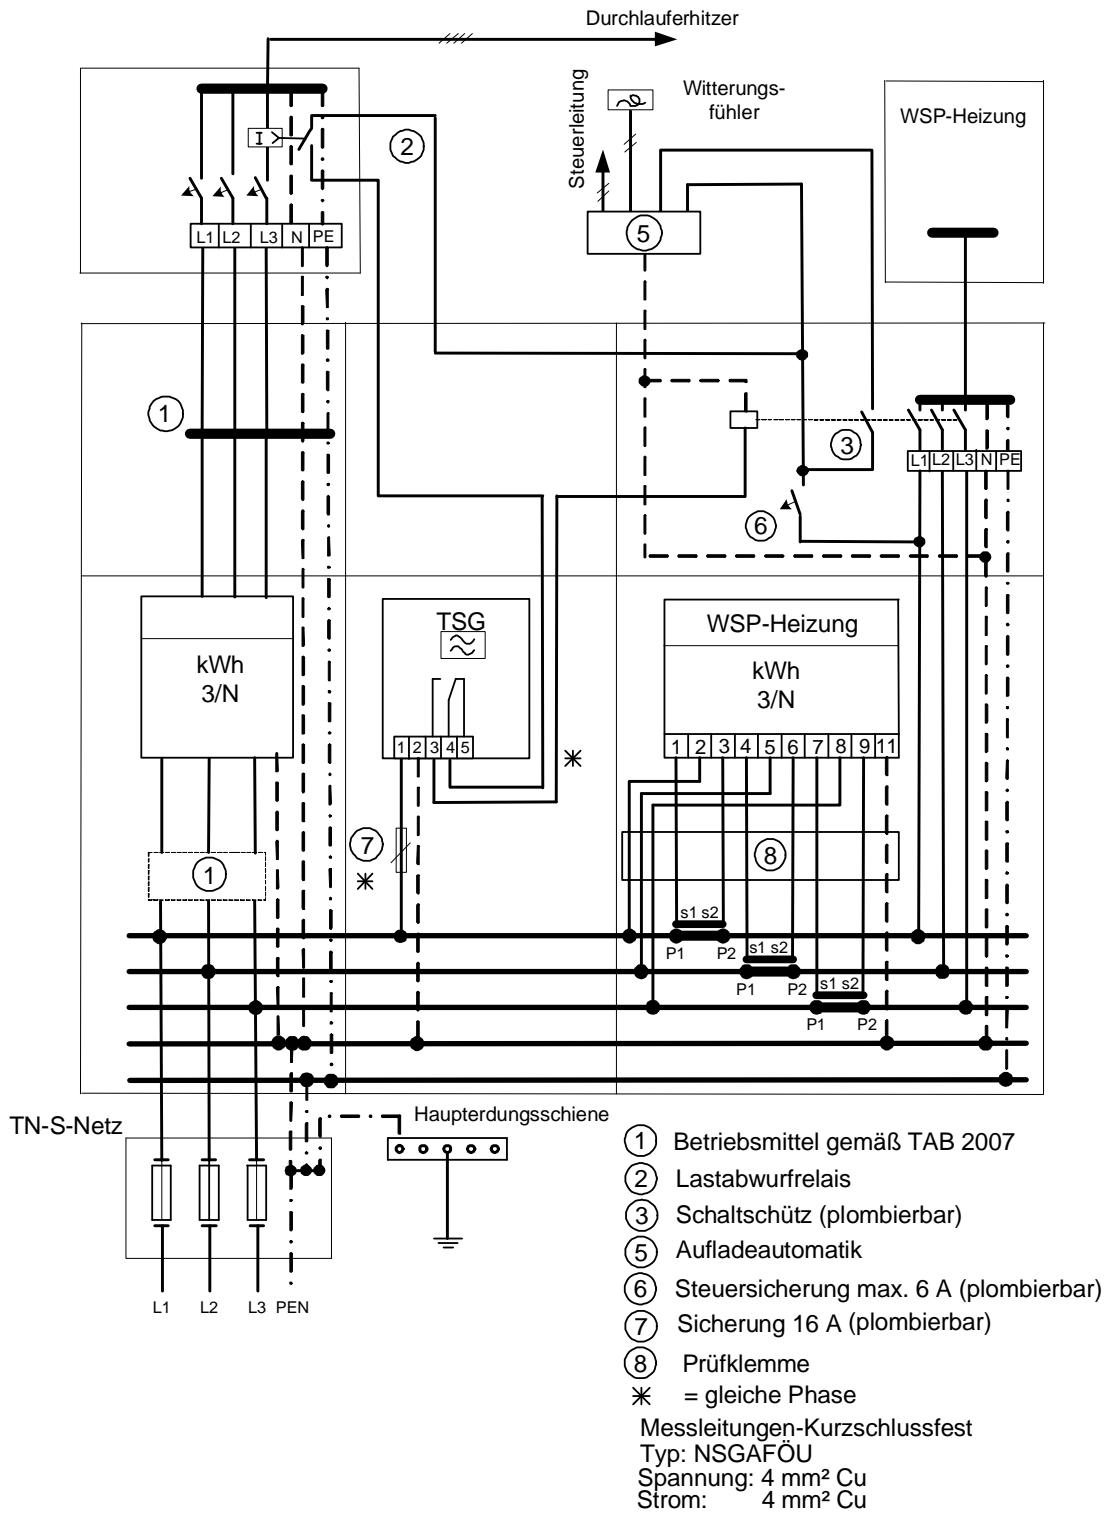 Durchlauferhitzer
Steuerleitung
Witterungs-
fühler
WSP-Heizung
I
2
L1 L2 L3 N PE
5
1
3
L1 L2 L3 N PE
6
kWh
3/N
TSG
1 2 3 4 5
WSP-Heizung
kWh
3/N
1 2 3 4 5 6 7 8 9 11
1
7
8
s1 s2
P1 P2
s1 s2
P1 P2
s1 s2
P1 P2
TN-S-Netz
Haupterdungsschiene
L1 L2 L3 PEN
1 Betriebsmittel gemäß TAB 2007
2 Lastabwurfrelais
3 Schaltschütz (plombierbar)
5 Aufladeautomatik
6 Steuersicherung max. 6 A (plombierbar)
7 Sicherung 16 A (plombierbar)
8 Prüfklemme
= gleiche Phase
Messleitungen-Kurzschlussfest
Typ: NSGAFÖU
Spannung: 4 mm² Cu
Strom: 4 mm² Cu